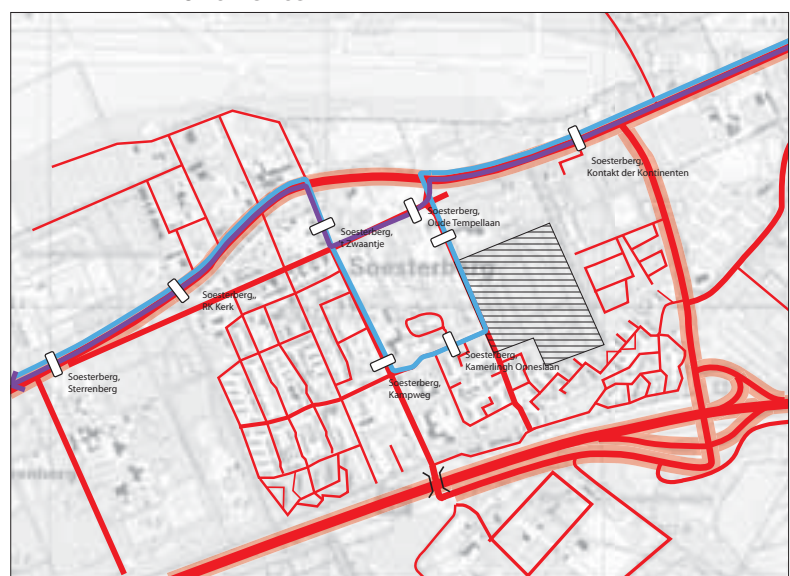 Soesterberg,
Kontakt der Kontinenten
Soesterberg,
Oude Tempellaan
Soesterberg,
't Zwaantje
Soesterberg
Soesterberg,,
RK Kerk
Soesterberg,
Kamerlingh Onneslaan
Soesterberg,
Sterrenberg
Soesterberg,
Kampweg